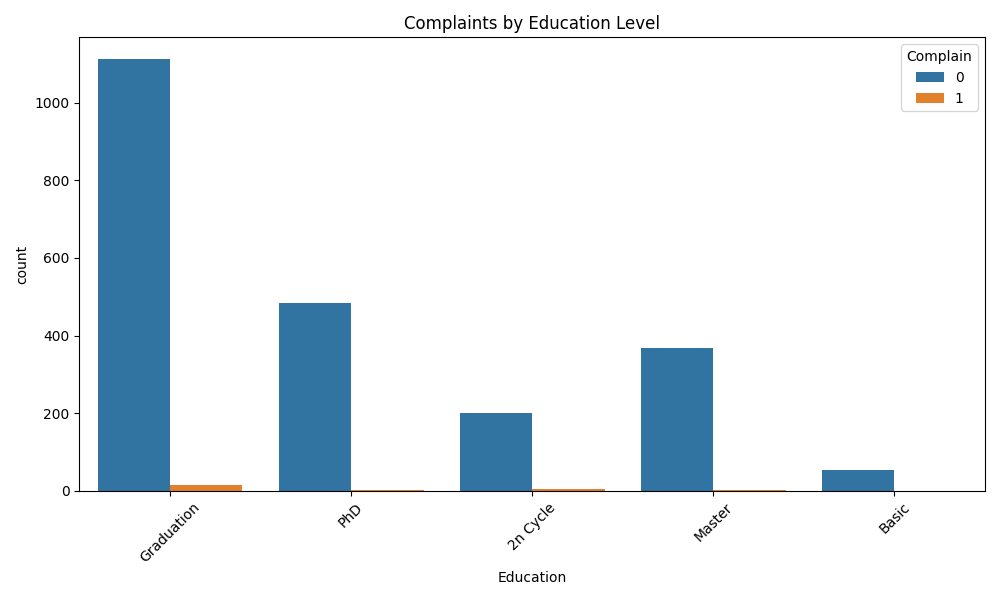 Complaints by Education Level
Complain
0
1
1000
800
600
400
200
0
count
Graduation
PhD
2n Cycle
Master
Basic
Education